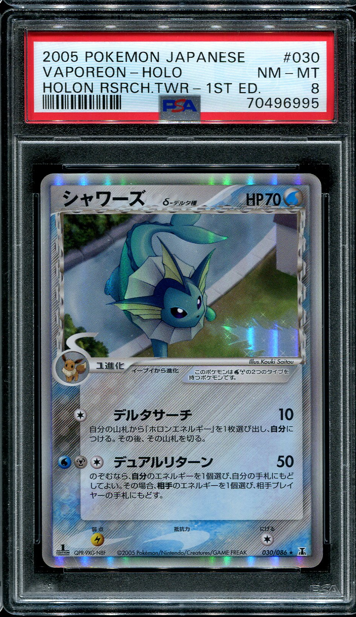 2005 POKEMON JAPANESE #030
VAPOREON-HOLO NM-MT
HOLON RSRCH.TWR-1ST ED. 8
PSA 70496995
シャワーズ δ-デルタ種 HP70
Illus. Kouki Saitou
1進化 イーブイから進化
このポケモンは の2つのタイプを持つポケモンです。
デルタサーチ 10
自分の山札から「ホロンエネルギー」を1枚選び出し、自分に
つける。その後、その山札を切る。
デュアルリターン 50
のぞむなら、自分のエネルギーを1個選び、自分の手札にも
どしてよい。その場合、相手のエネルギーを1個選び、相手プレイ
ヤーの手札にもどす。
弱点 抵抗力 にげる
1 ©2005 Pokémon/Nintendo/Creatures/GAME FREAK 030/086